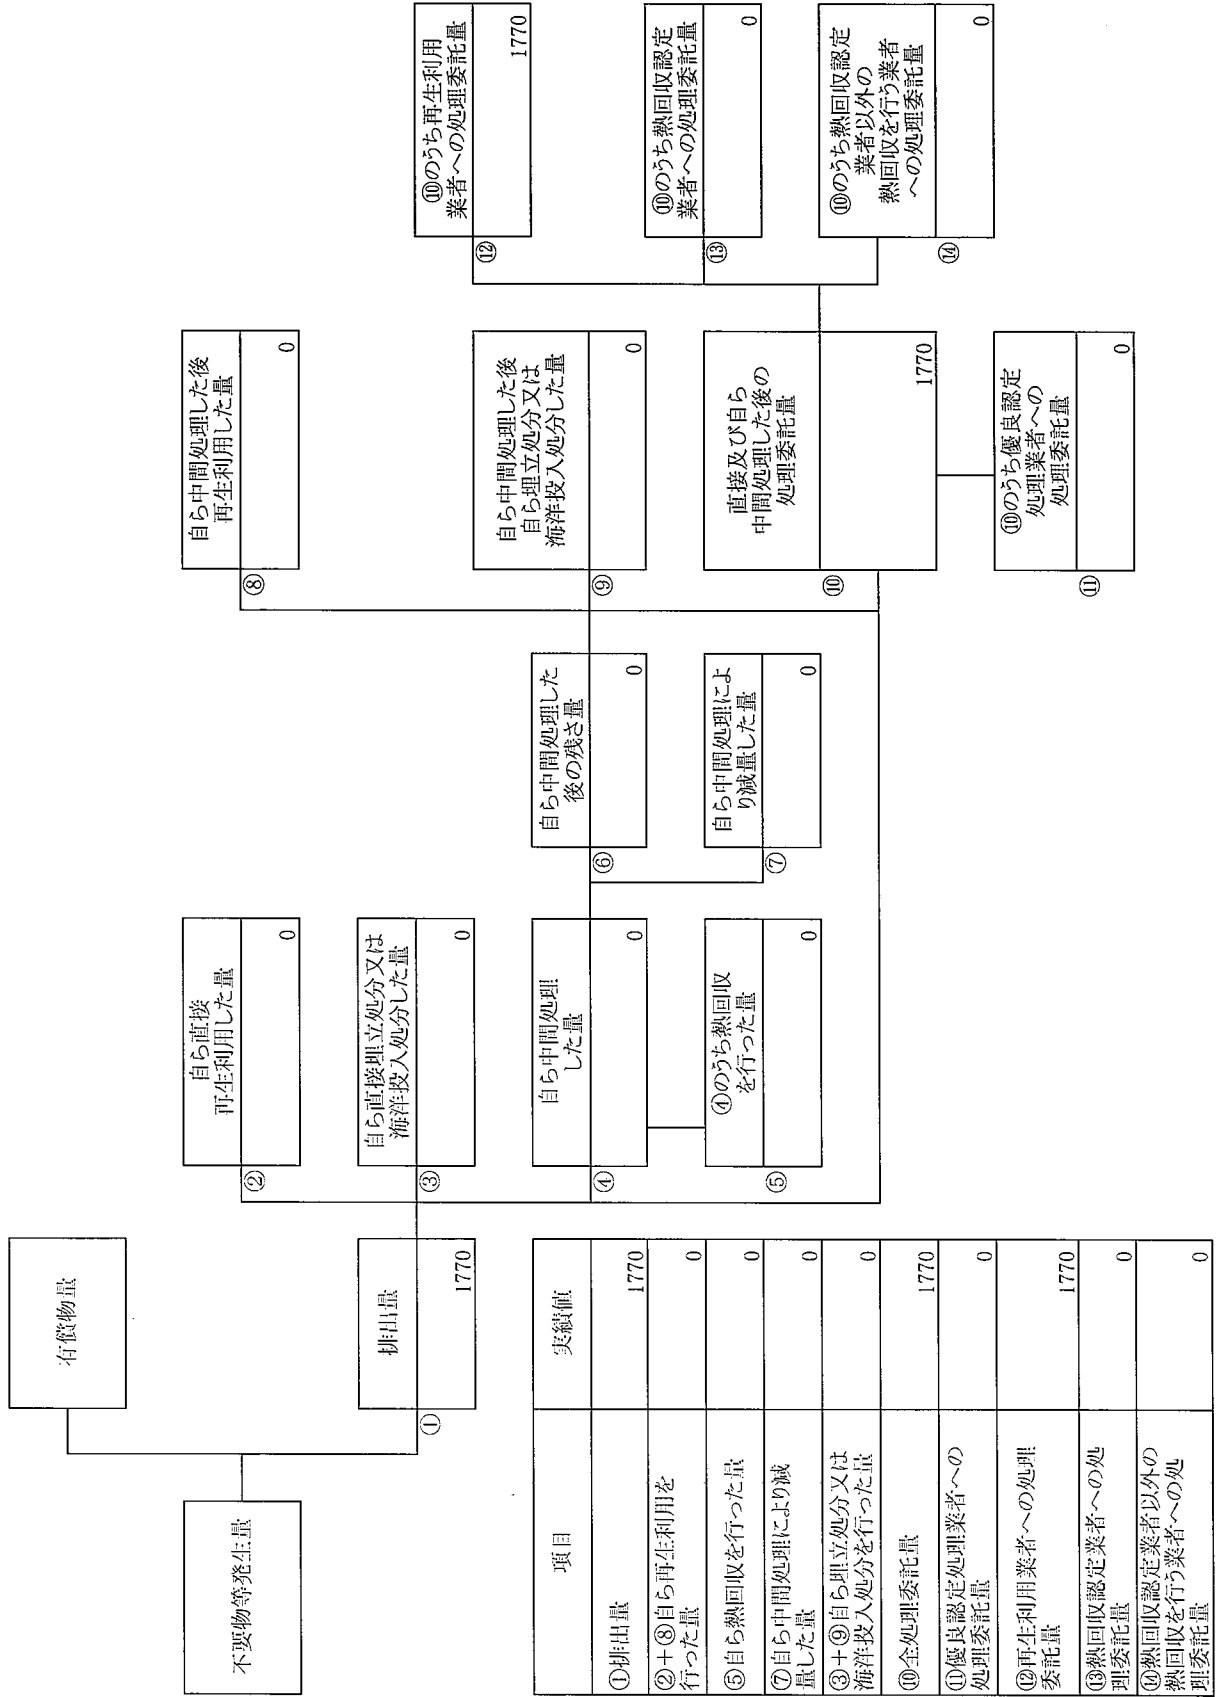 不要物等発生量
有償物量
①
排出量
1770
②
自ら直接
再生利用した量
0
③
自ら直接埋立処分又は
海洋投入処分した量
0
④
自ら中間処理
した量
0
⑤
④のうち熱回収
を行った量
0
⑥
自ら中間処理した
後の残さ量
0
⑦
自ら中間処理によ
り減量した量
0
⑧
自ら中間処理した後
再生利用した量
0
⑨
自ら中間処理した後
自ら埋立処分又は
海洋投入処分した量
0
⑩
直接及び自ら
中間処理した後の
処理委託量
1770
⑪
⑩のうち優良認定
処理業者への
処理委託量
0
⑫
⑩のうち再生利用
業者への処理委託量
1770
⑬
⑩のうち熱回収認定
業者への処理委託量
0
⑭
⑩のうち熱回収認定
業者以外の
熱回収を行う業者
への処理委託量
0
項目 実績値
①排出量 1770
②+⑧自ら再生利用を
行った量 0
⑤自ら熱回収を行った量 0
⑦自ら中間処理により減
量した量 0
③+⑨自ら埋立処分又は
海洋投入処分を行った量 0
⑩全処理委託量 1770
⑪優良認定処理業者への
処理委託量 0
⑫再生利用業者への処理
委託量 1770
⑬熱回収認定業者への処
理委託量 0
⑭熱回収認定業者以外の
熱回収を行う業者への処
理委託量 0